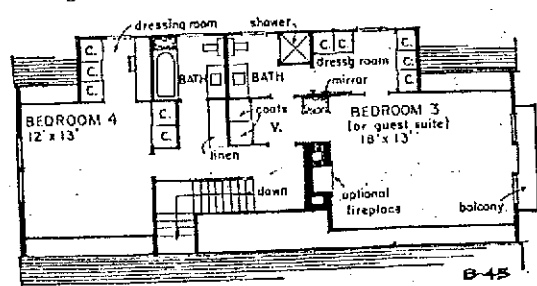 dressing room
shower
C.
C.
C.
C.
C.
C.
C.
C.
dressg room
mirror
BATH
BATH
BEDROOM 4
12' x 13'
C.
C.
coats
V.
linen
BEDROOM 3
(or guest suite)
18' x 13'
down
optional
fireplace
balcony
B-45